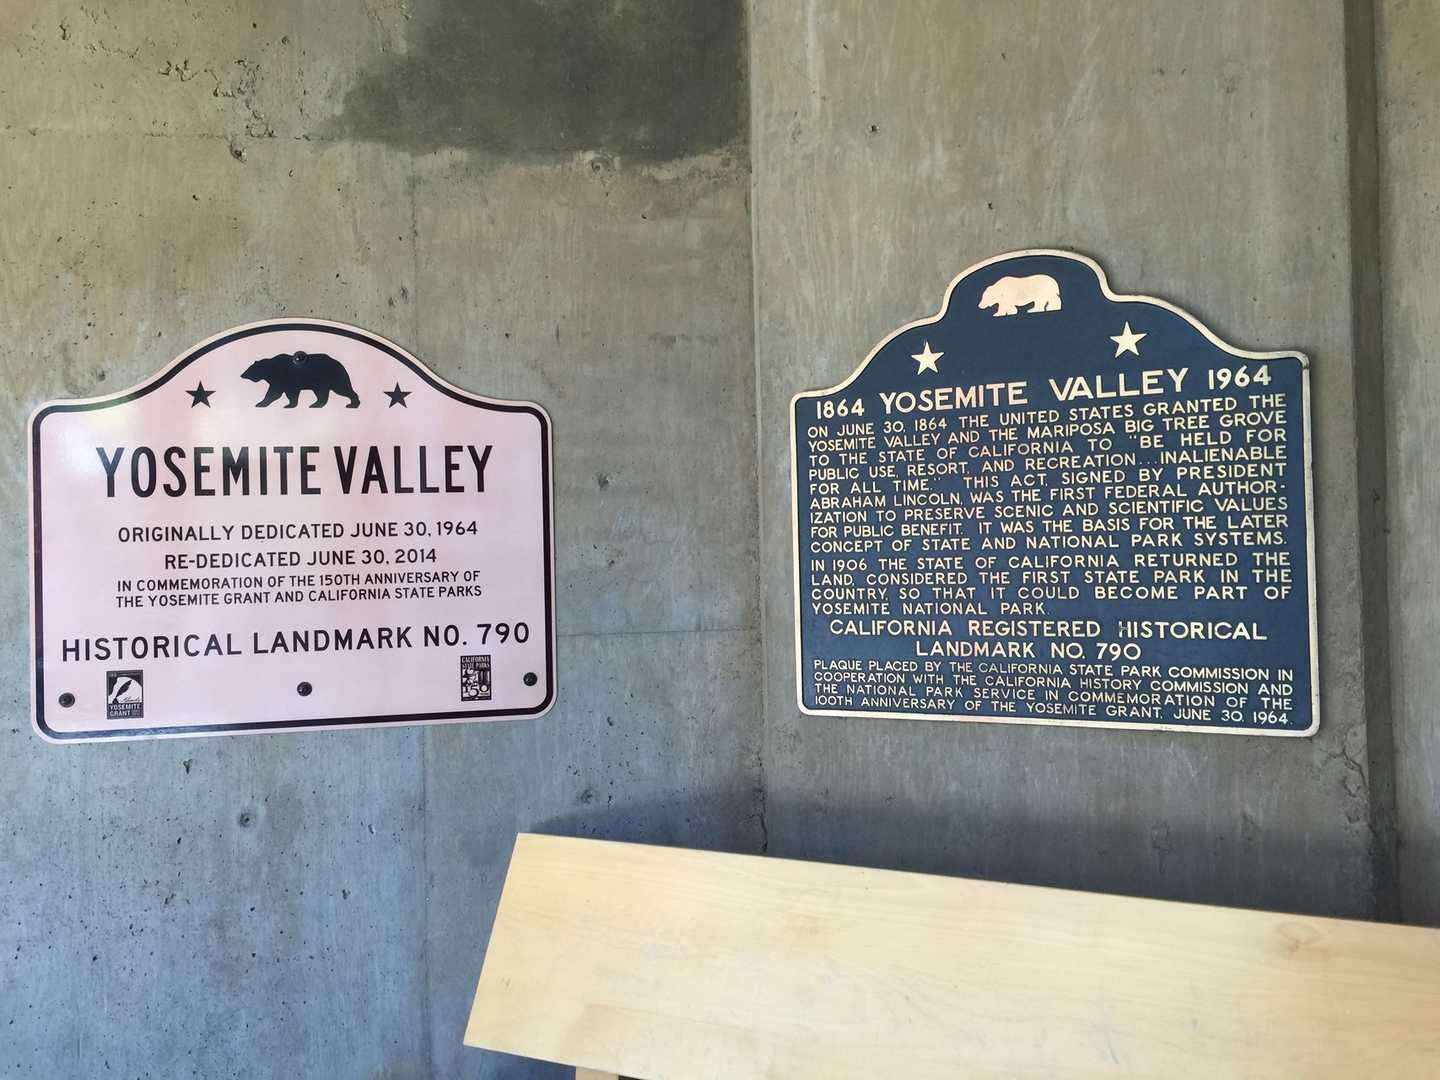 YOSEMITE VALLEY
ORIGINALLY DEDICATED JUNE 30, 1964
RE-DEDICATED JUNE 30, 2014
IN COMMEMORATION OF THE 150TH ANNIVERSARY OF
THE YOSEMITE GRANT AND CALIFORNIA STATE PARKS
HISTORICAL LANDMARK NO. 790
YOSEMITE
GRANT
CALIFORNIA
STATE PARKS
150
1864 YOSEMITE VALLEY 1964
ON JUNE 30, 1864 THE UNITED STATES GRANTED THE
YOSEMITE VALLEY AND THE MARIPOSA BIG TREE GROVE
TO THE STATE OF CALIFORNIA TO "BE HELD FOR
PUBLIC USE, RESORT, AND RECREATION...INALIENABLE
FOR ALL TIME." THIS ACT, SIGNED BY PRESIDENT
ABRAHAM LINCOLN, WAS THE FIRST FEDERAL AUTHOR-
IZATION TO PRESERVE SCENIC AND SCIENTIFIC VALUES
FOR PUBLIC BENEFIT. IT WAS THE BASIS FOR THE LATER
CONCEPT OF STATE AND NATIONAL PARK SYSTEMS.
IN 1906 THE STATE OF CALIFORNIA RETURNED THE
LAND, CONSIDERED THE FIRST STATE PARK IN THE
COUNTRY, SO THAT IT COULD BECOME PART OF
YOSEMITE NATIONAL PARK.
CALIFORNIA REGISTERED HISTORICAL
LANDMARK NO. 790
PLAQUE PLACED BY THE CALIFORNIA STATE PARK COMMISSION IN
COOPERATION WITH THE CALIFORNIA HISTORY COMMISSION AND
THE NATIONAL PARK SERVICE IN COMMEMORATION OF THE
100TH ANNIVERSARY OF THE YOSEMITE GRANT, JUNE 30, 1964.